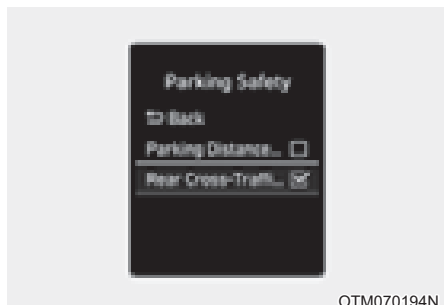 Parking Safety
Back
Parking Distance...
Rear Cross-Traffi...
OTM070194N